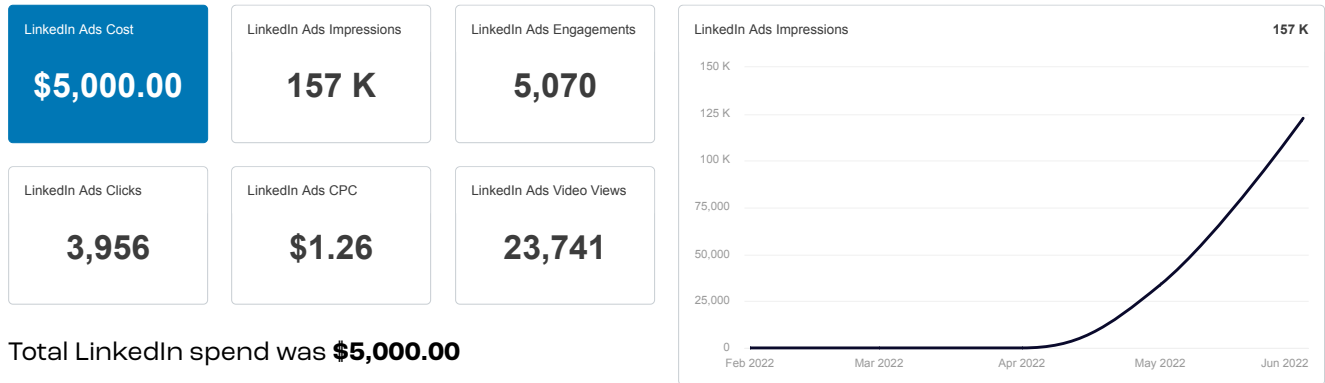 LinkedIn Ads Cost
$5,000.00
LinkedIn Ads Impressions
157 K
LinkedIn Ads Engagements
5,070
LinkedIn Ads Clicks
3,956
LinkedIn Ads CPC
$1.26
LinkedIn Ads Video Views
23,741
Total LinkedIn spend was $5,000.00
LinkedIn Ads Impressions
157 K
150 K
125 K
100 K
75,000
50,000
25,000
0
Feb 2022
Mar 2022
Apr 2022
May 2022
Jun 2022